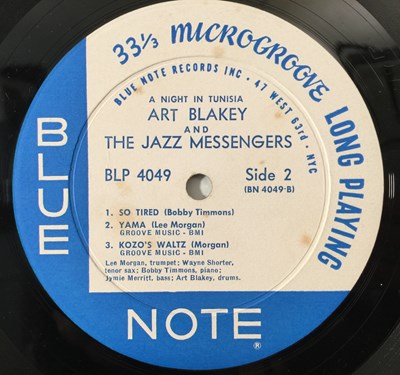 33⅓ MICROGROOVE LONG PLAYING
BLUE NOTE RECORDS INC • 47 WEST 63rd • NYC
A NIGHT IN TUNISIA
ART BLAKEY
AND
THE JAZZ MESSENGERS
BLP 4049
Side 2
(BN 4049-B)
1. SO TIRED (Bobby Timmons)
2. YAMA (Lee Morgan)
GROOVE MUSIC - BMI
3. KOZO'S WALTZ (Morgan)
GROOVE MUSIC - BMI
Lee Morgan, trumpet; Wayne Shorter,
tenor sax; Bobby Timmons, piano;
Jymie Merritt, bass; Art Blakey, drums.
BLUE
NOTE
®